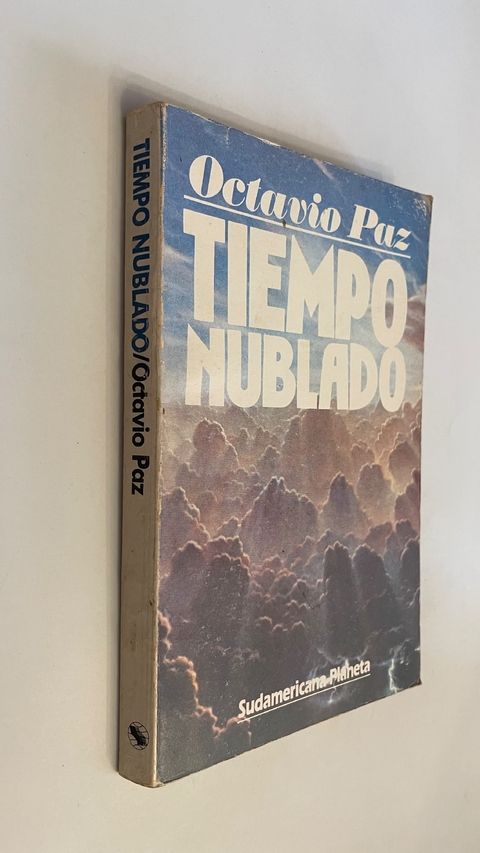 TIEMPO NUBLADO/Octavio Paz
Octavio Paz
TIEMPO
NUBLADO
Sudamericana-Planeta